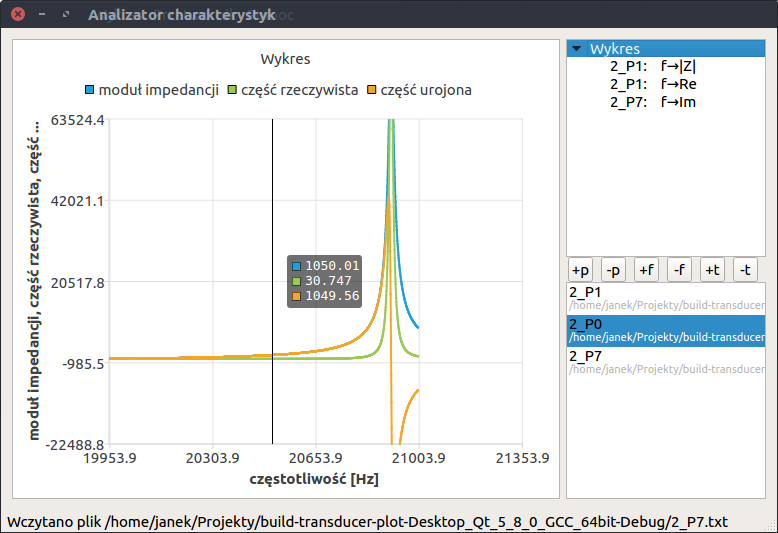 Analizator charakterystyk
Wykres
moduł impedancji część rzeczywista część urojona
moduł impedancji, część rzeczywista, część ...
63524.4
42021.1
20517.8
-985.5
-22488.8
1050.01
30.747
1049.56
19953.9 20303.9 20653.9 21003.9 21353.9
częstotliwość [Hz]
Wykres
2_P1: f→|Z|
2_P1: f→Re
2_P7: f→Im
+p -p +f -f +t -t
2_P1
/home/janek/Projekty/build-transducer
2_P0
/home/janek/Projekty/build-transducer
2_P7
/home/janek/Projekty/build-transducer
Wczytano plik /home/janek/Projekty/build-transducer-plot-Desktop_Qt_5_8_0_GCC_64bit-Debug/2_P7.txt